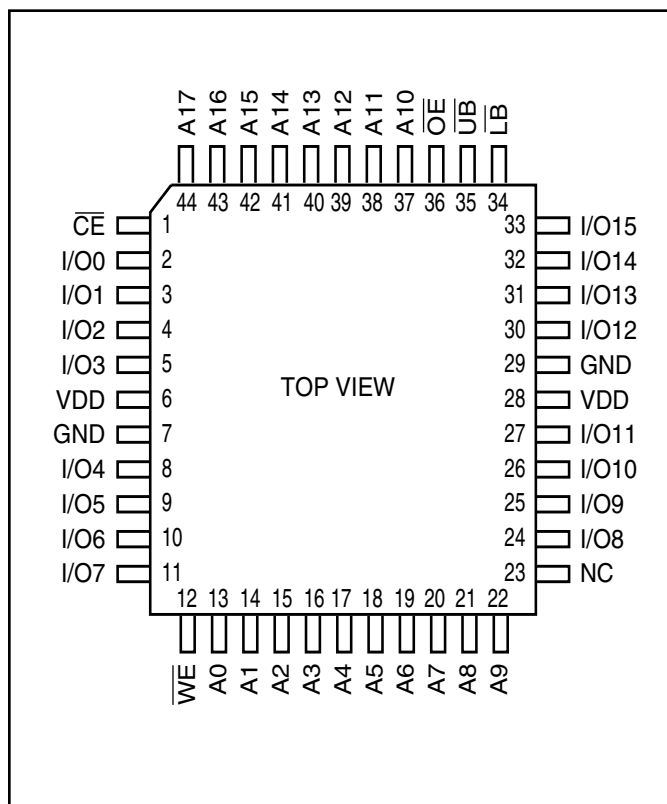 A17 A16 A15 A14 A13 A12 A11 A10 OE UB LB
44 43 42 41 40 39 38 37 36 35 34
CE 1 33 I/O15
I/O0 2 32 I/O14
I/O1 3 31 I/O13
I/O2 4 30 I/O12
I/O3 5 29 GND
TOP VIEW
VDD 6 28 VDD
GND 7 27 I/O11
I/O4 8 26 I/O10
I/O5 9 25 I/O9
I/O6 10 24 I/O8
I/O7 11 23 NC
12 13 14 15 16 17 18 19 20 21 22
WE A0 A1 A2 A3 A4 A5 A6 A7 A8 A9